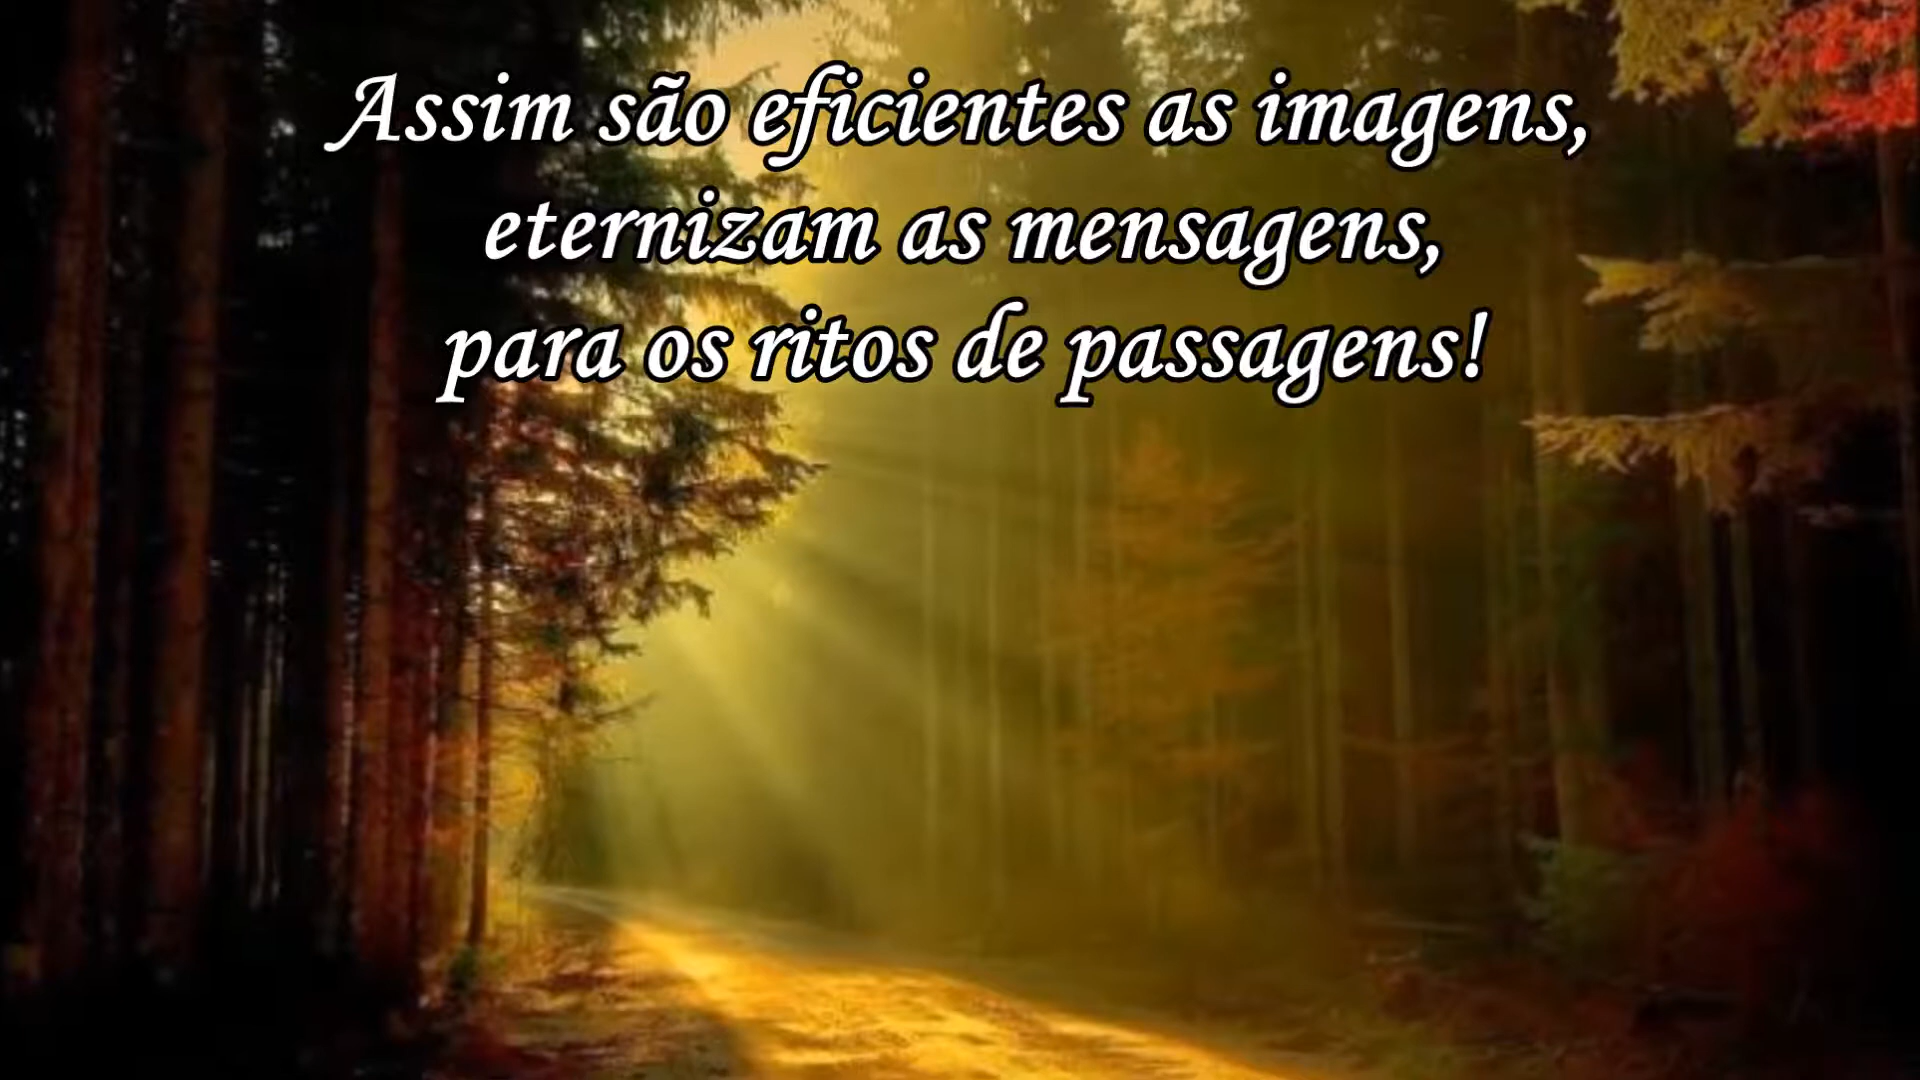 Assim são eficientes as imagens,
eternizam as mensagens,
para os ritos de passagens!